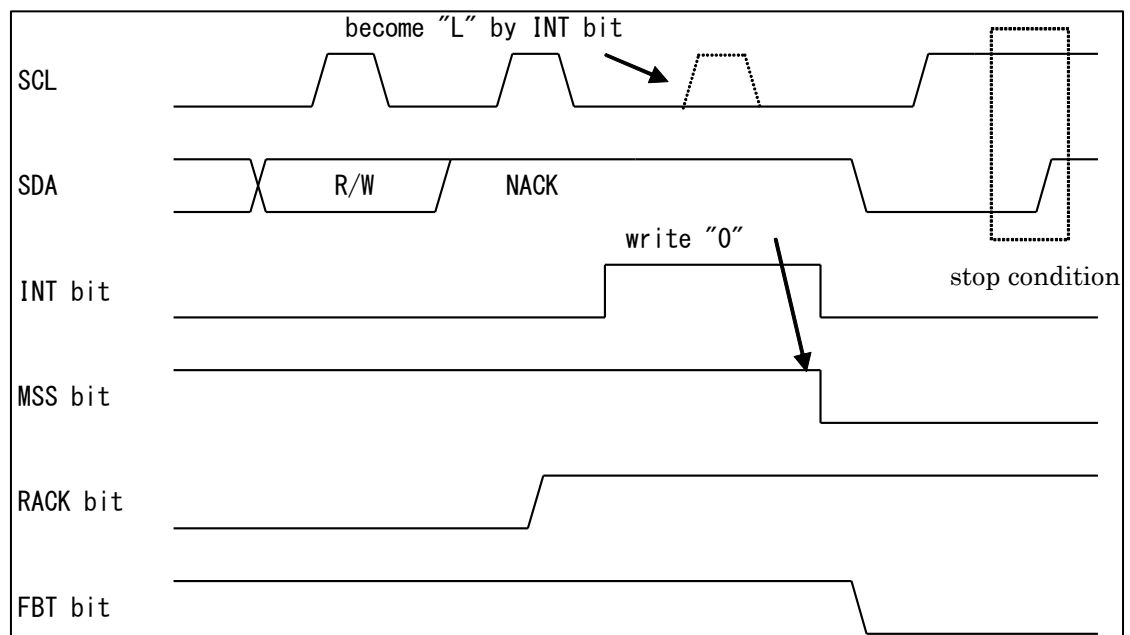 become "L" by INT bit
SCL
SDA
R/W
NACK
write "0"
stop condition
INT bit
MSS bit
RACK bit
FBT bit